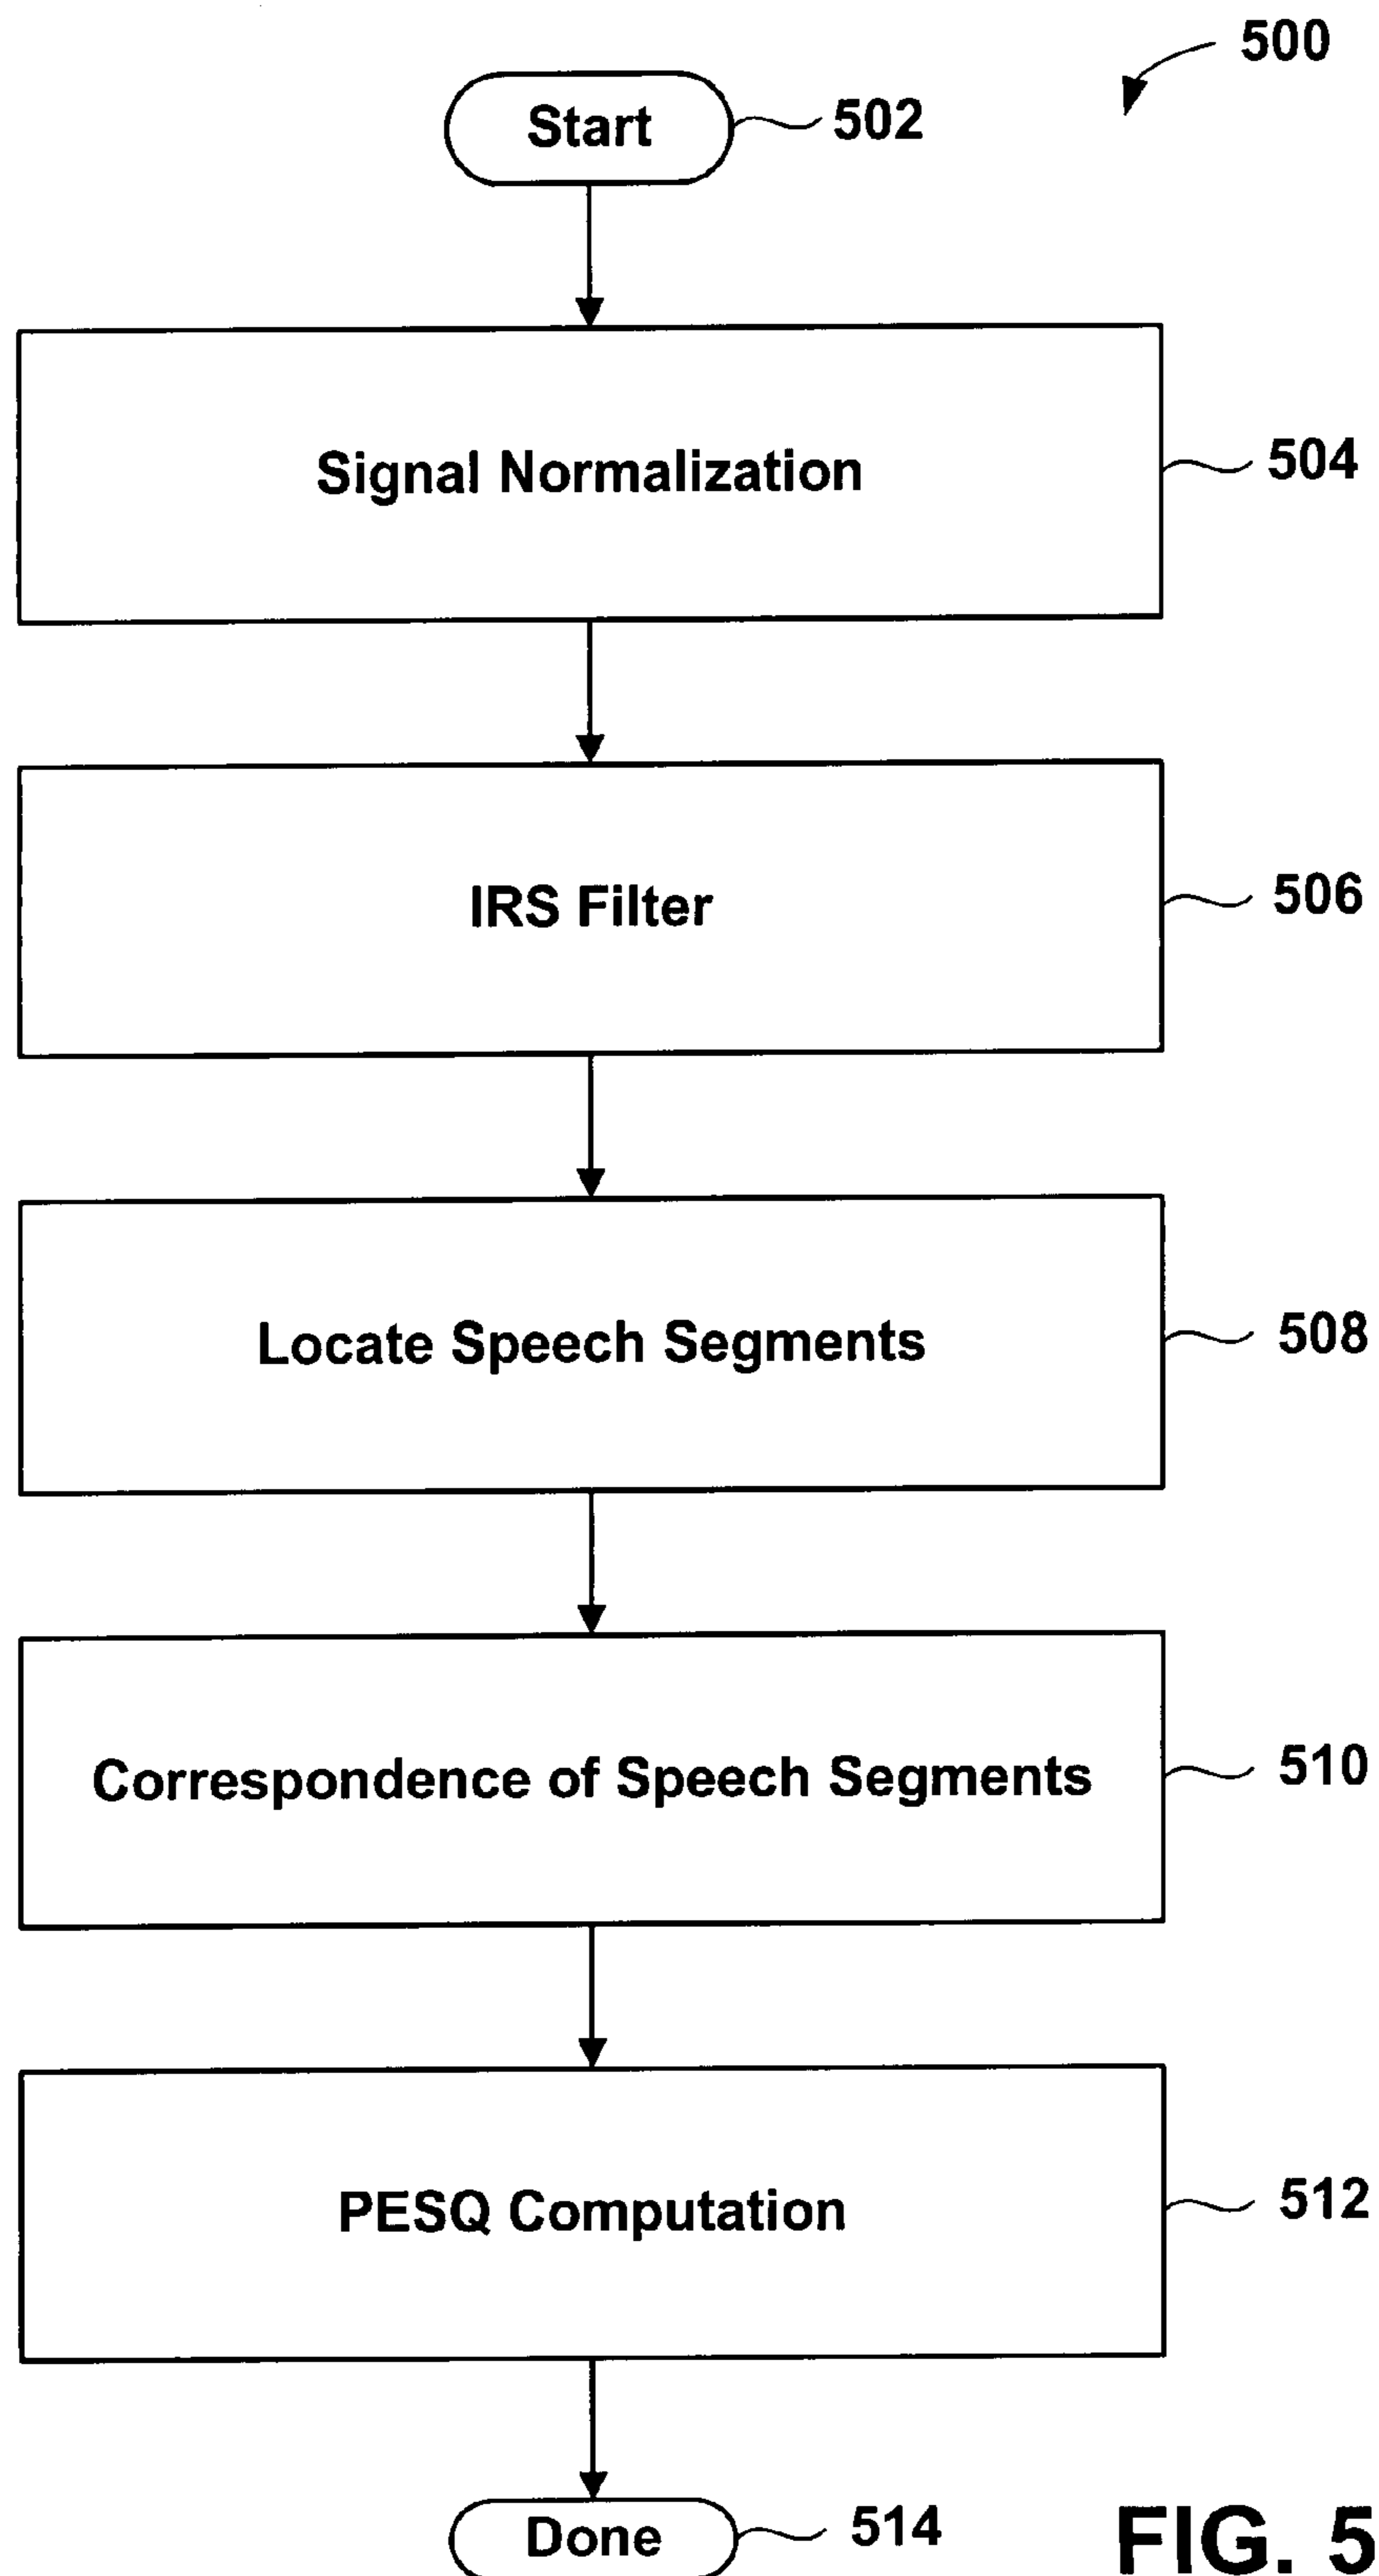 500
Start
502
Signal Normalization
504
IRS Filter
506
Locate Speech Segments
508
Correspondence of Speech Segments
510
PESQ Computation
512
Done
514
FIG. 5